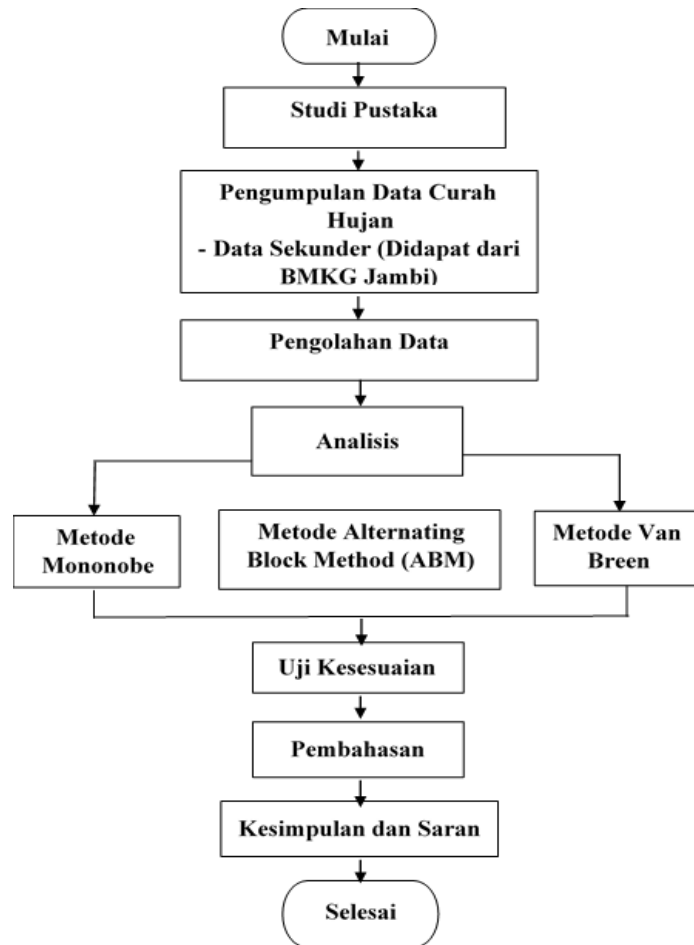 Mulai
Studi Pustaka
Pengumpulan Data Curah
Hujan
- Data Sekunder (Didapat dari
BMKG Jambi)
Pengolahan Data
Analisis
Metode
Mononobe
Metode Alternating
Block Method (ABM)
Metode Van
Breen
Uji Kesesuaian
Pembahasan
Kesimpulan dan Saran
Selesai